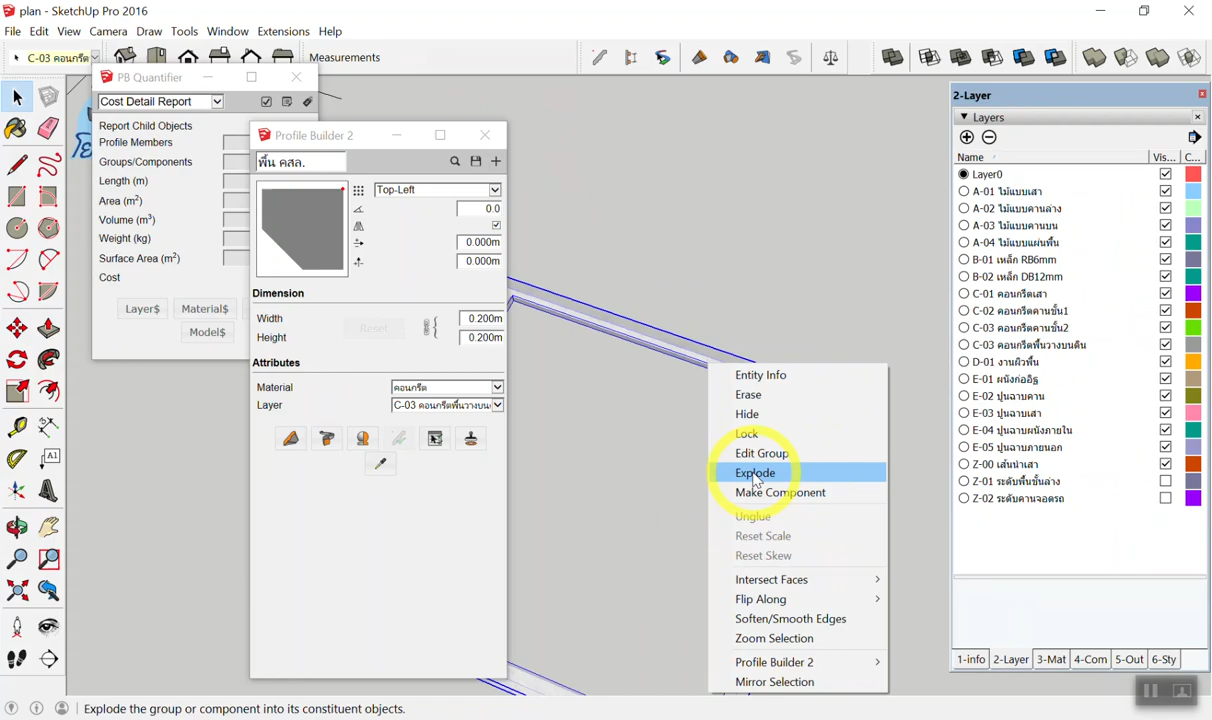 plan - SketchUp Pro 2016
File Edit View Camera Draw Tools Window Extensions Help
C-03 คอนกรีต
Measurements
PB Quantifier
Cost Detail Report
Report Child Objects
Profile Members
Groups/Components
Length (m)
Area (m²)
Volume (m³)
Weight (kg)
Surface Area (m²)
Cost
Layer$ Material$
Model$
Profile Builder 2
พื้น คสล.
Top-Left
0.0
0.000m
0.000m
Dimension
Width 0.200m
Reset
Height 0.200m
Attributes
Material คอนกรีต
Layer C-03 คอนกรีตพื้นวางบน
Entity Info
Erase
Hide
Lock
Edit Group
Explode
Make Component
Unglue
Reset Scale
Reset Skew
Intersect Faces
Flip Along
Soften/Smooth Edges
Zoom Selection
Profile Builder 2
Mirror Selection
2-Layer
Layers
Name Vis... C...
Layer0
A-01 ไม้แบบเสา
A-02 ไม้แบบคานล่าง
A-03 ไม้แบบคานบน
A-04 ไม้แบบแผ่นพื้น
B-01 เหล็ก RB6mm
B-02 เหล็ก DB12mm
C-01 คอนกรีตเสา
C-02 คอนกรีตคานชั้น1
C-03 คอนกรีตคานชั้น2
C-03 คอนกรีตพื้นวางบนดิน
D-01 งานผิวพื้น
E-01 ผนังก่ออิฐ
E-02 ปูนฉาบคาน
E-03 ปูนฉาบเสา
E-04 ปูนฉาบผนังภายใน
E-05 ปูนฉาบภายนอก
Z-00 เส้นนำเสา
Z-01 ระดับพื้นชั้นล่าง
Z-02 ระดับคานจอดรถ
1-info 2-Layer 3-Mat 4-Com 5-Out 6-Sty
Explode the group or component into its constituent objects.